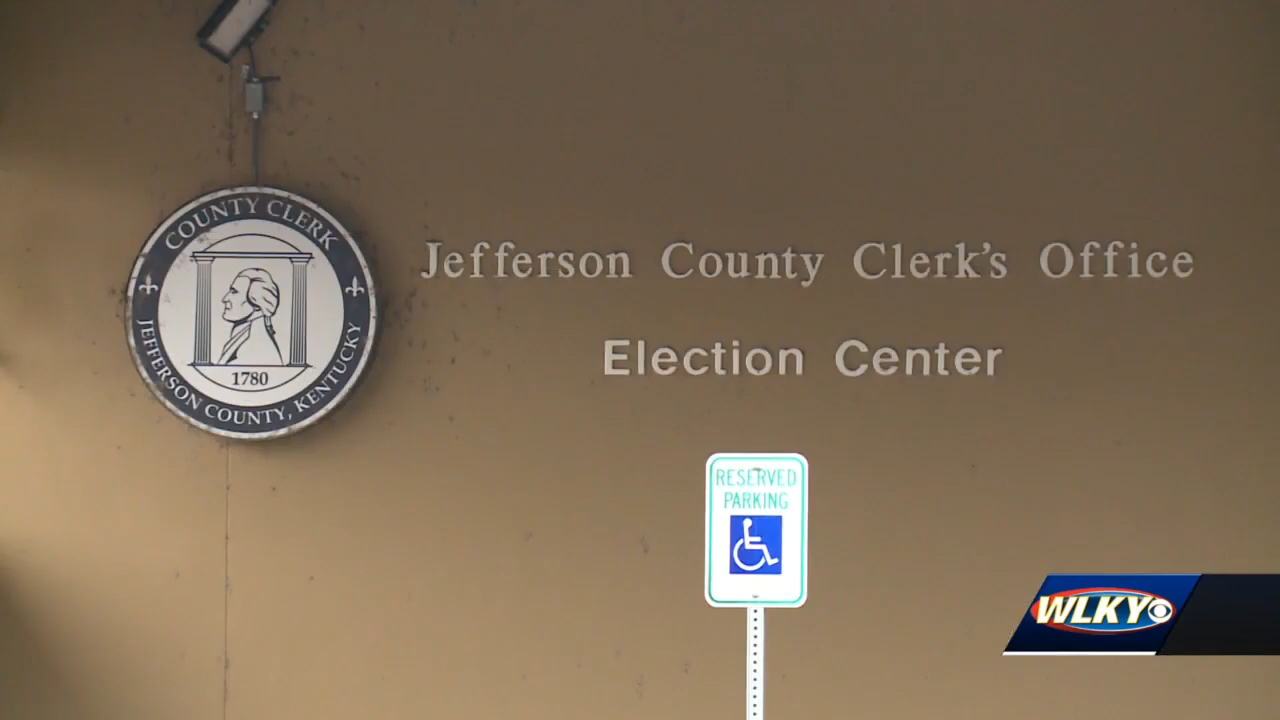 COUNTY CLERK
1780
JEFFERSON COUNTY, KENTUCKY
Jefferson County Clerk's Office
Election Center
RESERVED
PARKING
WLKY